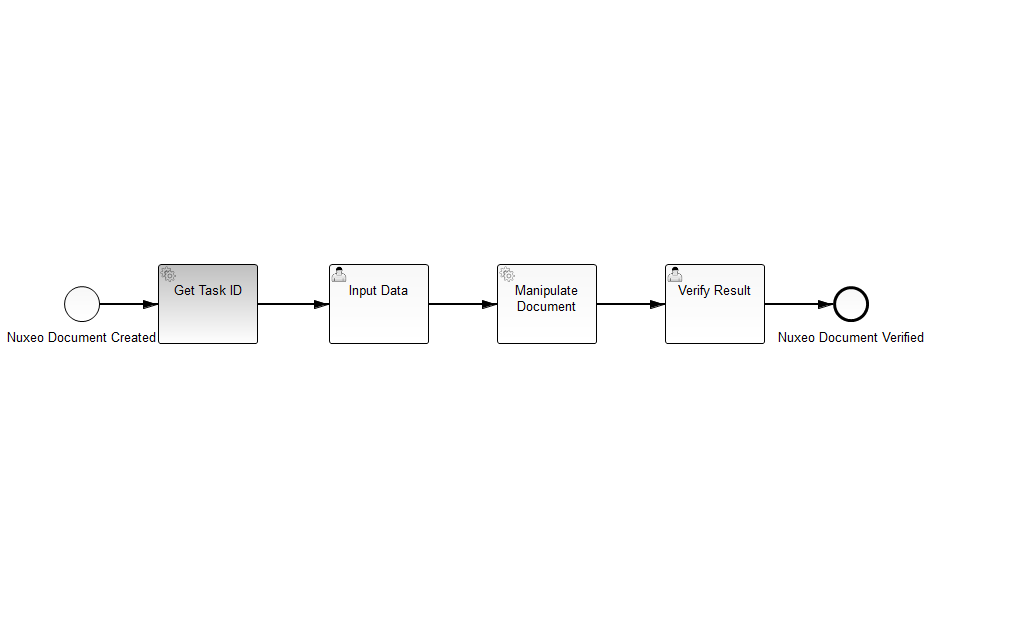 Get Task ID
Input Data
Manipulate
Document
Verify Result
Nuxeo Document Created
Nuxeo Document Verified